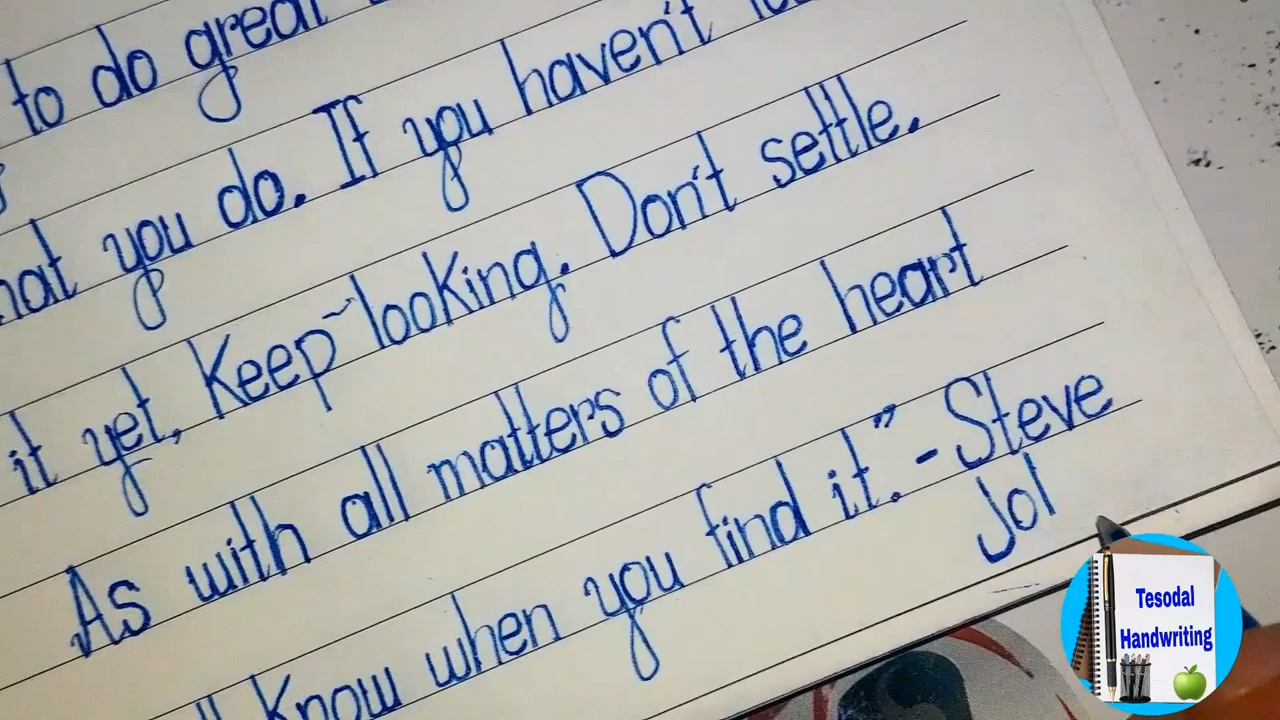 to do great
hat you do. If you haven't
it yet, Keep looking. Don't settle.
As with all matters of the heart
Know when you find it." - Steve
Jol
Tesodal
Handwriting